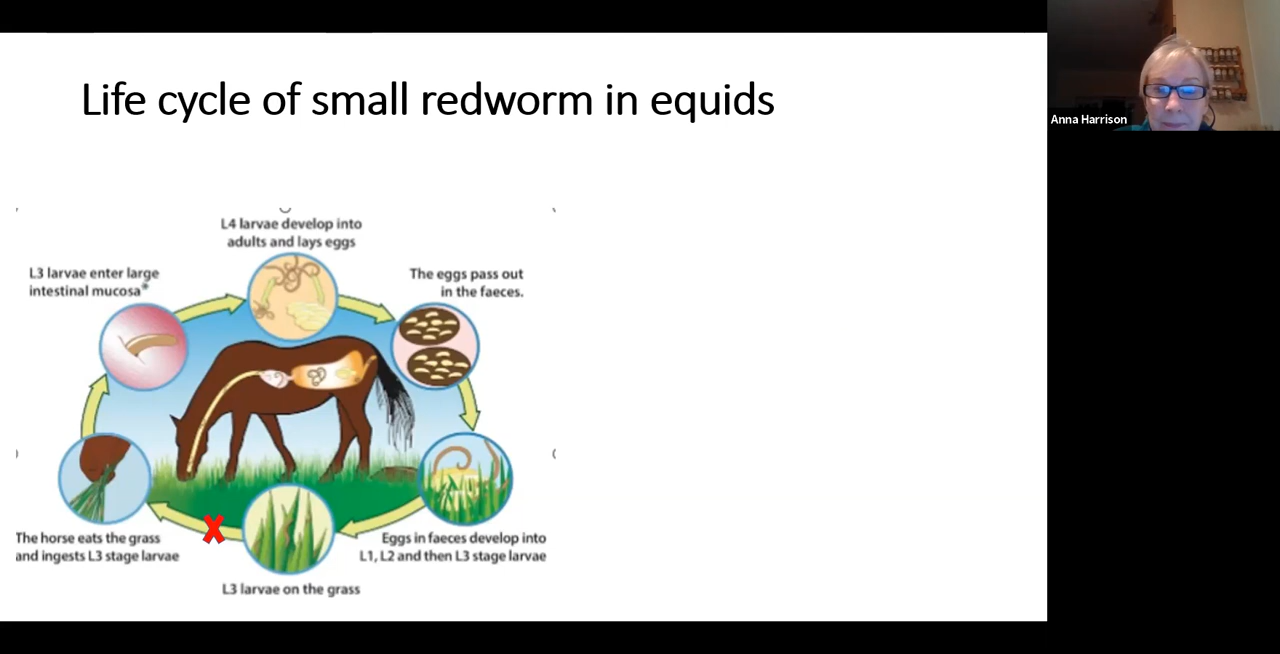 Life cycle of small redworm in equids
Anna Harrison
L4 larvae develop into
adults and lays eggs
L3 larvae enter large
intestinal mucosa*
The eggs pass out
in the faeces.
The horse eats the grass
and ingests L3 stage larvae
Eggs in faeces develop into
L1, L2 and then L3 stage larvae
L3 larvae on the grass